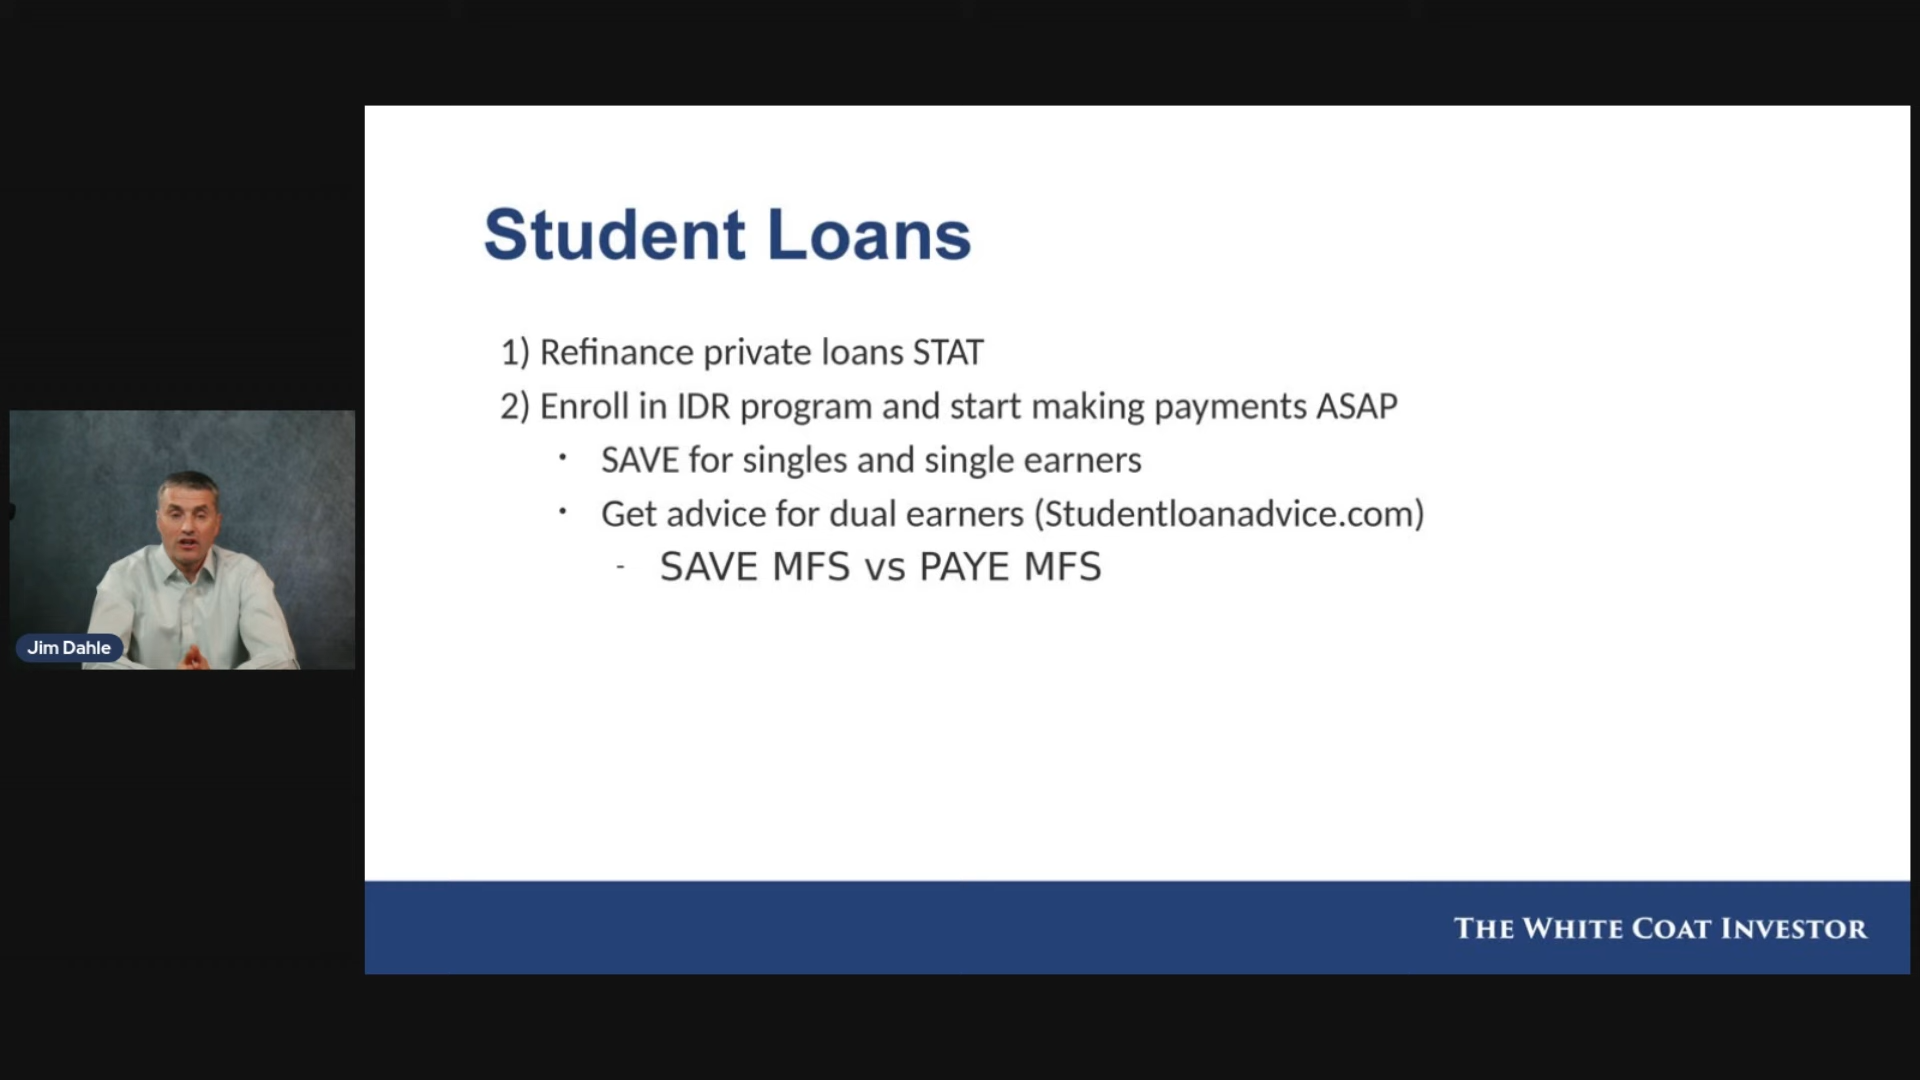 Student Loans
1) Refinance private loans STAT
2) Enroll in IDR program and start making payments ASAP
• SAVE for singles and single earners
• Get advice for dual earners (Studentloanadvice.com)
- SAVE MFS vs PAYE MFS
Jim Dahle
THE WHITE COAT INVESTOR